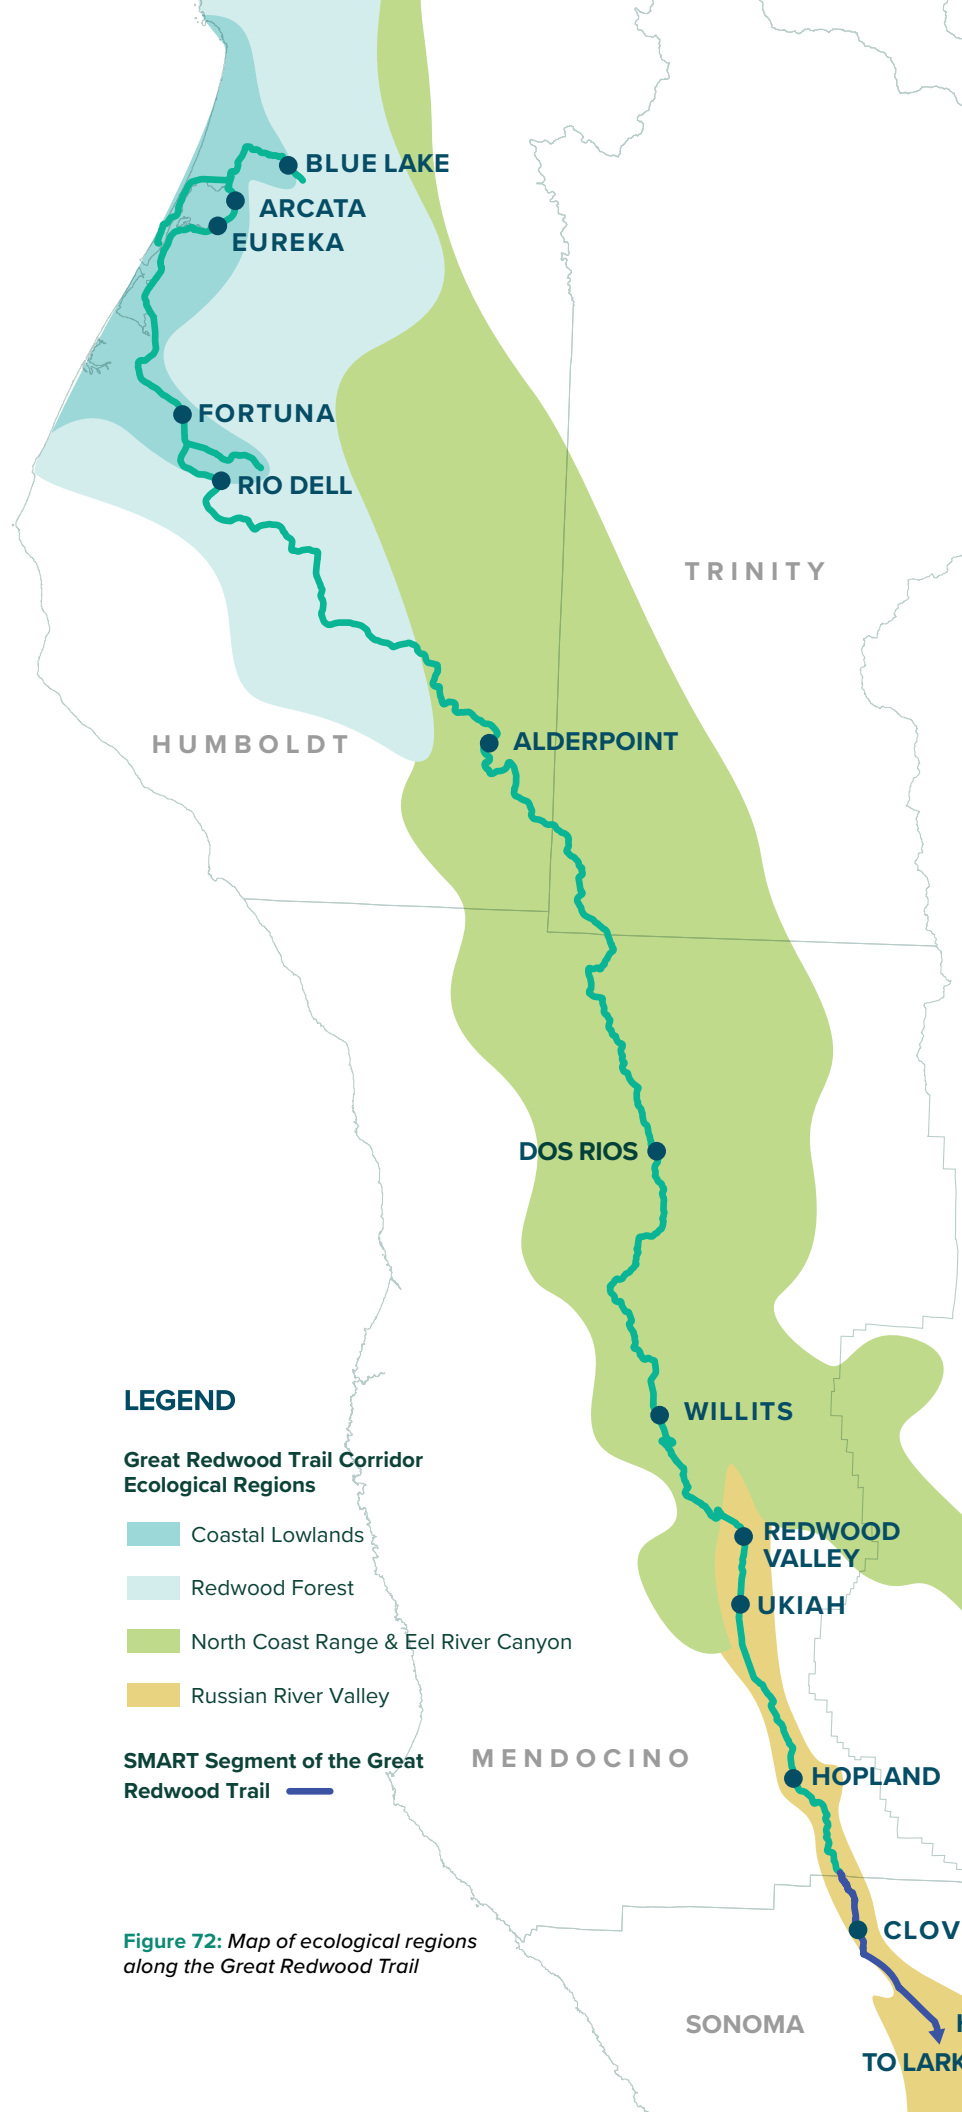 BLUE LAKE
ARCATA
EUREKA
FORTUNA
RIO DELL
TRINITY
HUMBOLDT
ALDERPOINT
DOS RIOS
LEGEND
WILLITS
Great Redwood Trail Corridor
Ecological Regions
Coastal Lowlands
REDWOOD
VALLEY
Redwood Forest
UKIAH
North Coast Range & Eel River Canyon
Russian River Valley
SMART Segment of the Great
Redwood Trail
MENDOCINO
HOPLAND
CLOV
Figure 72: Map of ecological regions
along the Great Redwood Trail
SONOMA
TO LARK